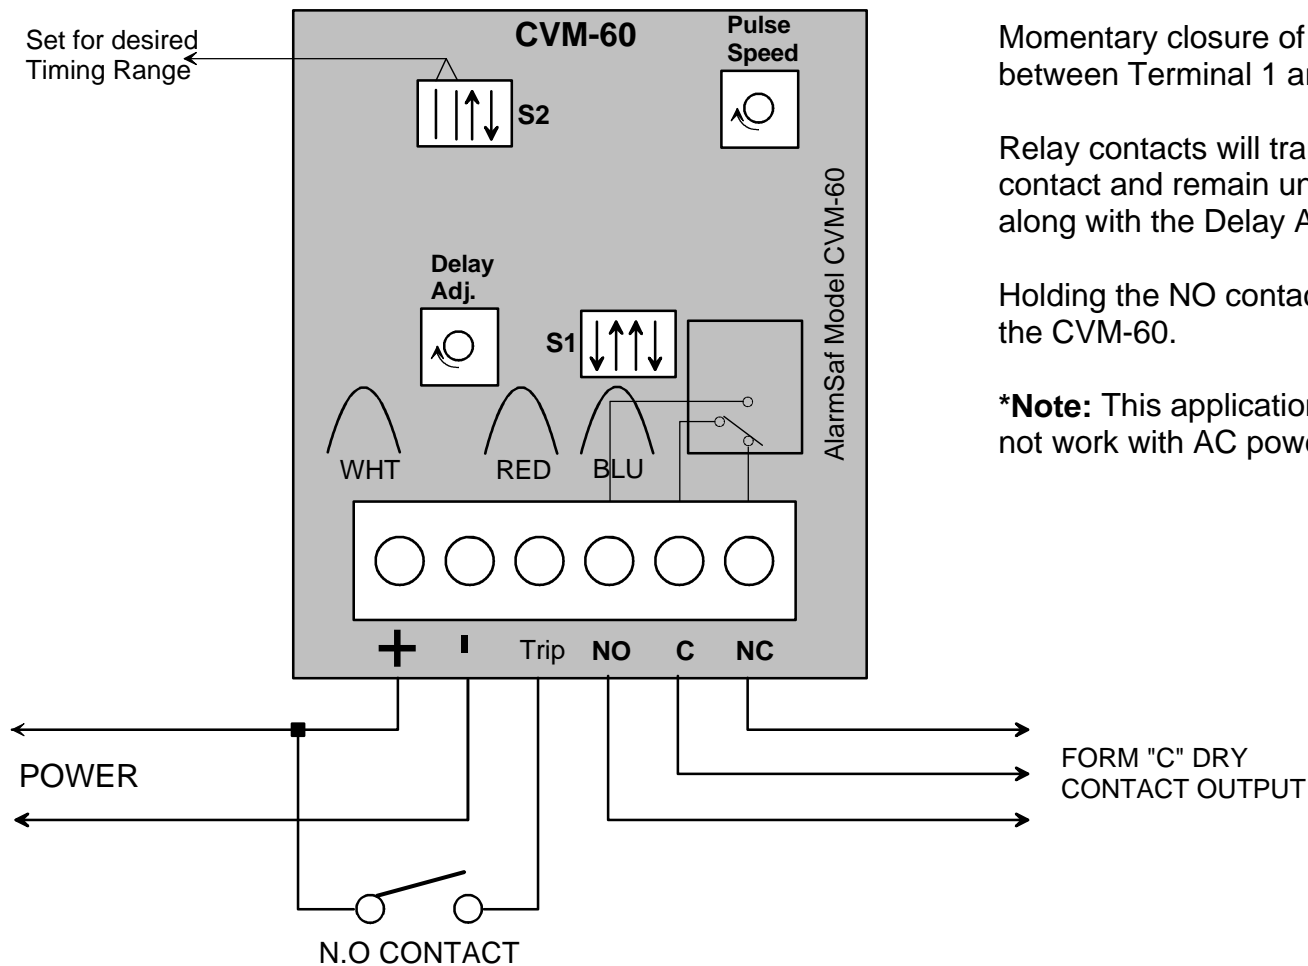 Set for desired
Timing Range
CVM-60
Pulse
Speed
S2
Delay
Adj.
S1
AlarmSaf Model CVM-60
WHT
RED
BLU
+
-
Trip
NO
C
NC
POWER
FORM "C" DRY
CONTACT OUTPUT
N.O CONTACT
Momentary closure of
between Terminal 1 a
Relay contacts will tra
contact and remain un
along with the Delay A
Holding the NO contac
the CVM-60.
*Note: This application
not work with AC powe